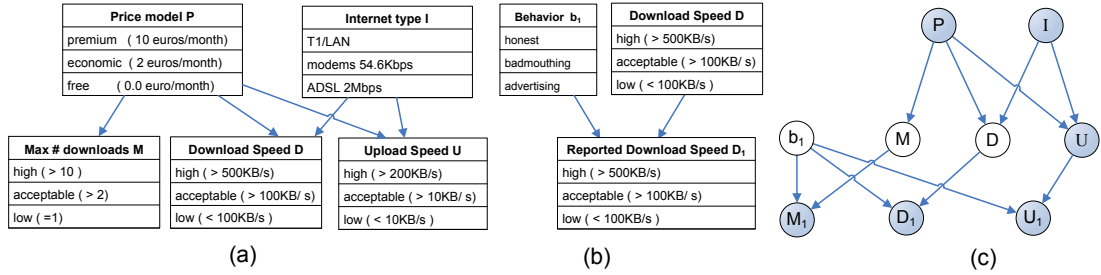 Price model P
premium ( 10 euros/month)
economic ( 2 euros/month)
free ( 0.0 euro/month)
Internet type I
T1/LAN
modems 54.6Kbps
ADSL 2Mbps
Max # downloads M
high ( > 10 )
acceptable ( > 2)
low ( =1)
Download Speed D
high ( > 500KB/s)
acceptable ( > 100KB/ s)
low ( < 100KB/s )
Upload Speed U
high ( > 200KB/s)
acceptable ( > 10KB/ s)
low ( < 10KB/s )
(a)
Behavior b1
honest
badmouthing
advertising
Download Speed D
high ( > 500KB/s)
acceptable ( > 100KB/ s)
low ( < 100KB/s )
Reported Download Speed D1
high ( > 500KB/s)
acceptable ( > 100KB/ s)
low ( < 100KB/s )
(b)
P
I
b1
M
D
U
M1
D1
U1
(c)